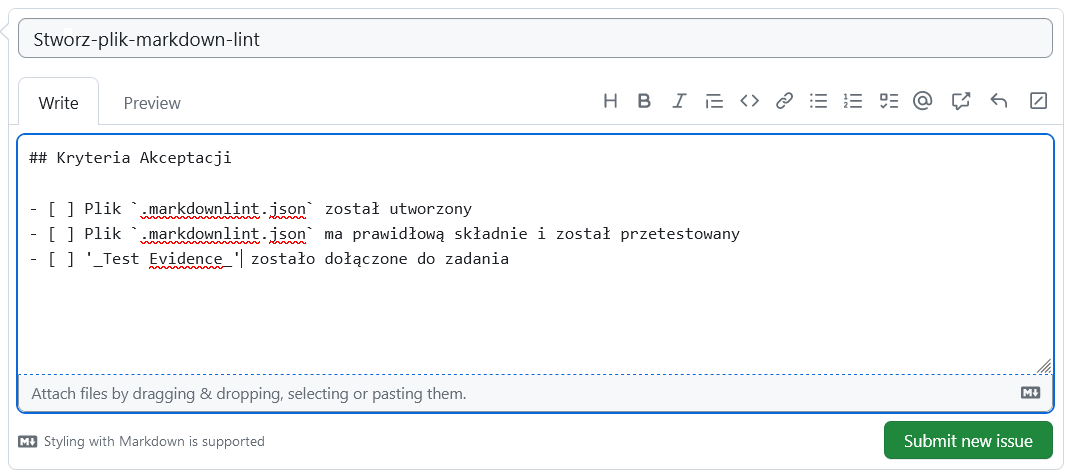 Stworz-plik-markdown-lint
Write Preview
## Kryteria Akceptacji
- [ ] Plik `.markdownlint.json` został utworzony
- [ ] Plik `.markdownlint.json` ma prawidłową składnie i został przetestowany
- [ ] '_Test Evidence_' zostało dołączone do zadania
Attach files by dragging & dropping, selecting or pasting them.
Styling with Markdown is supported
Submit new issue